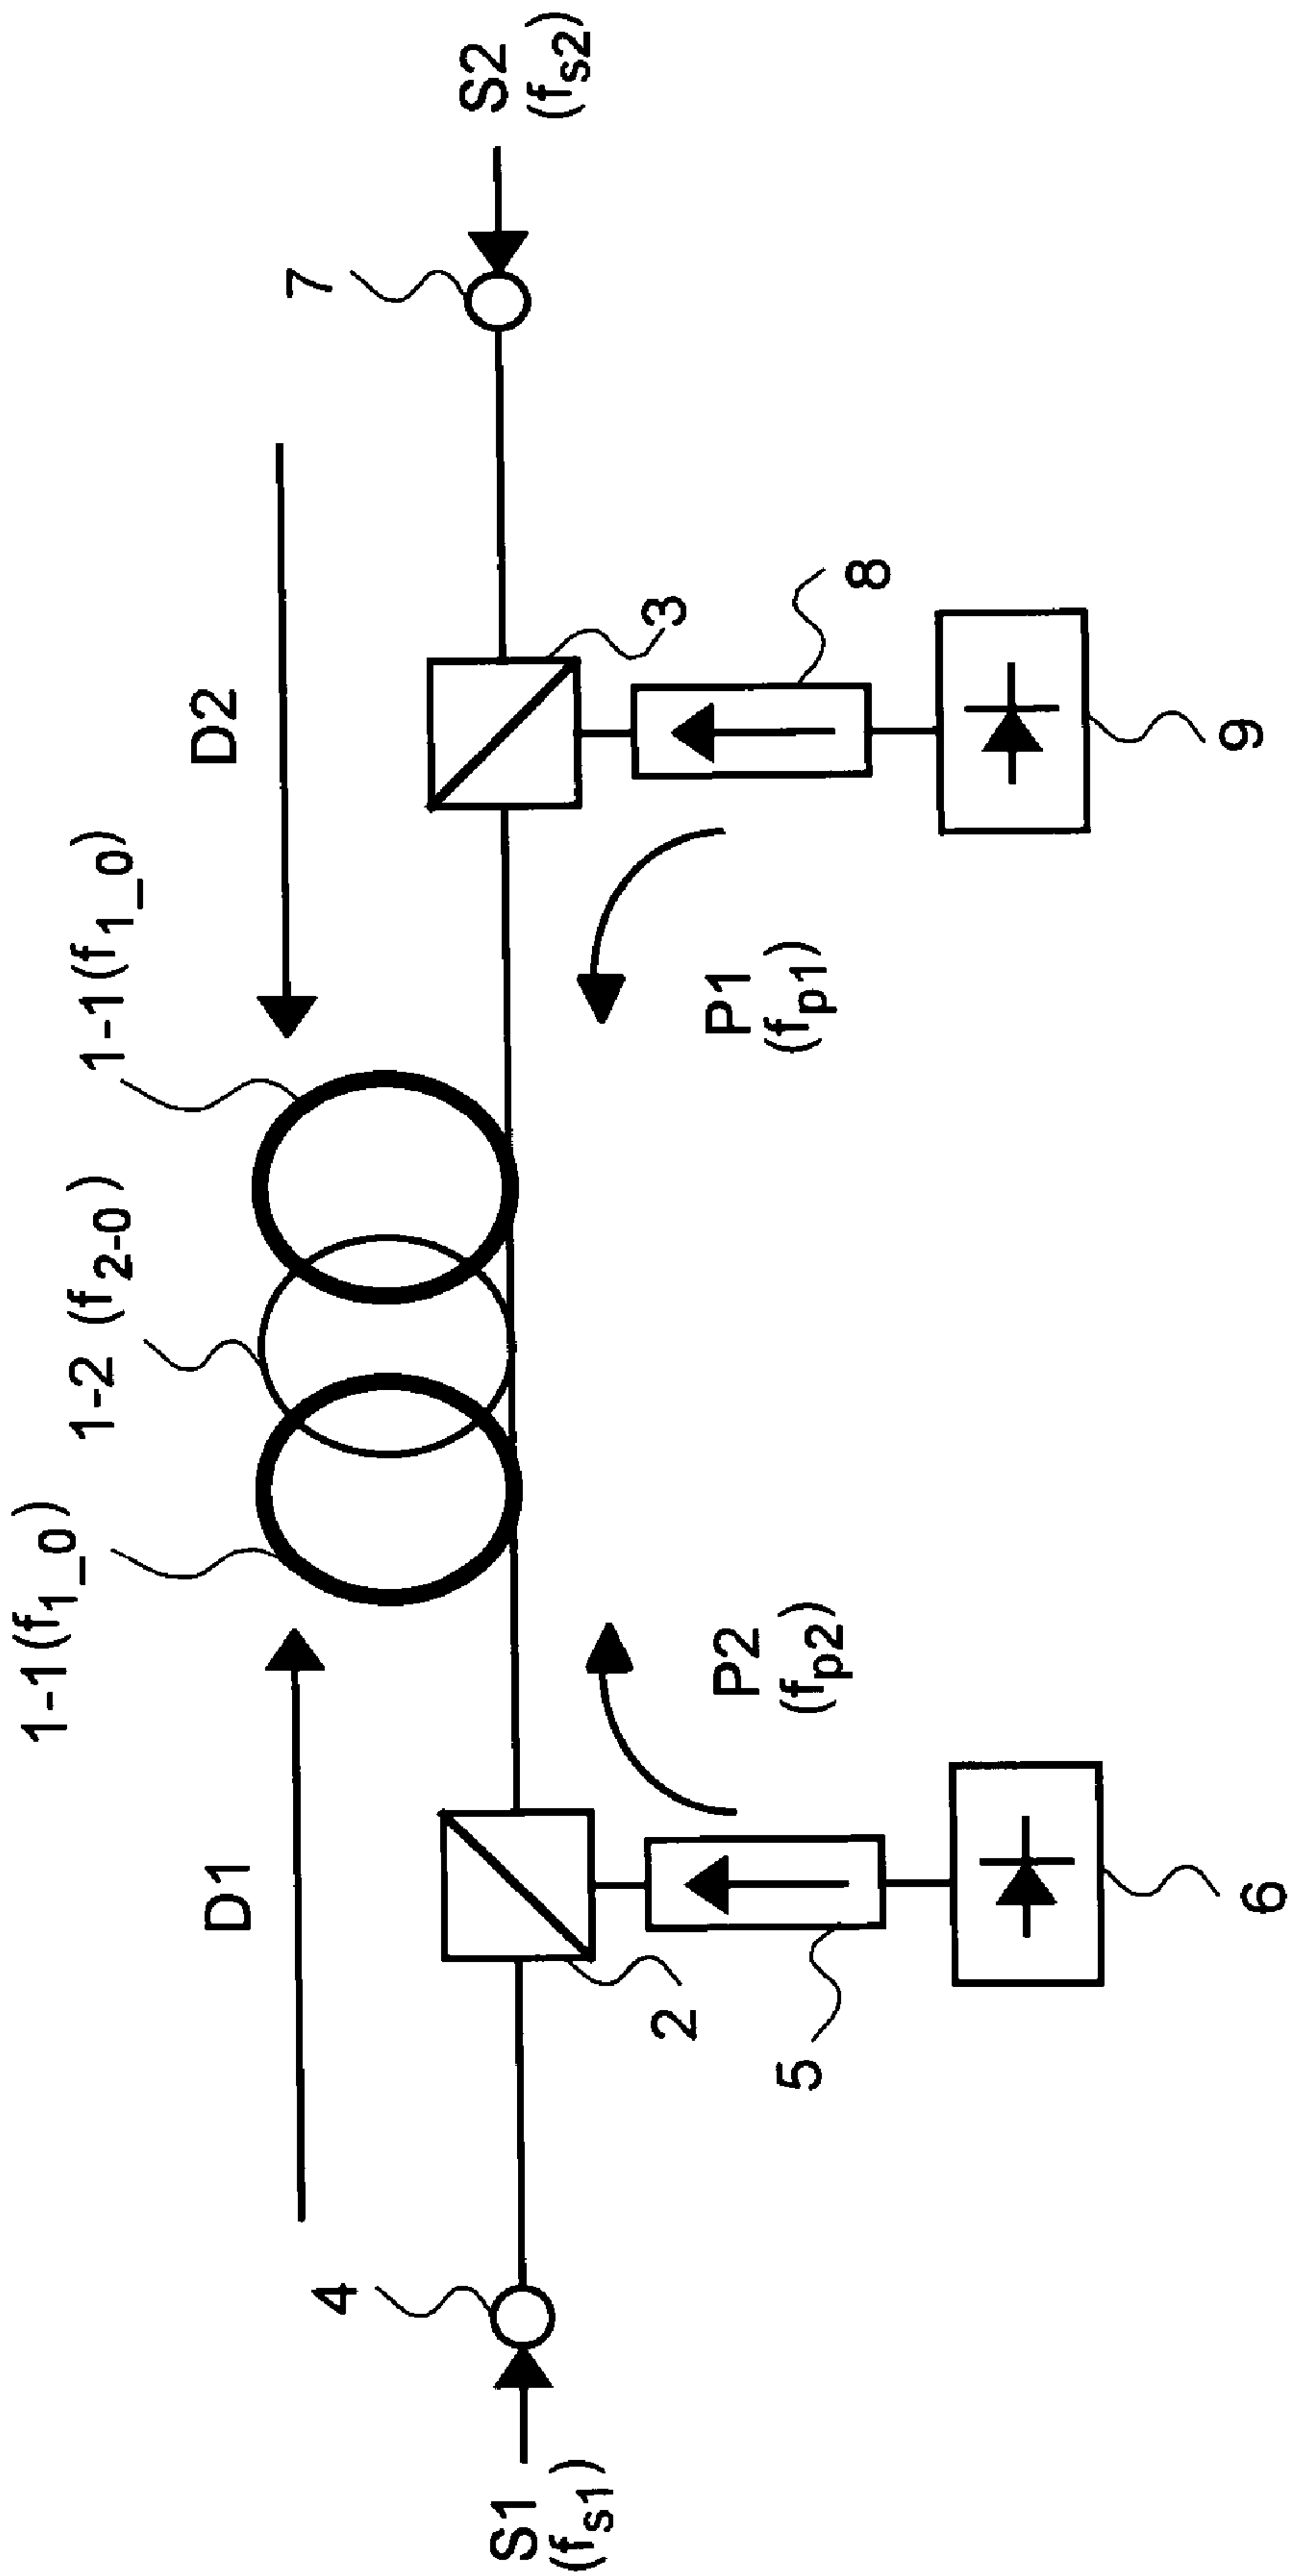 1-1(f1_0)
1-2 (f2-0)
1-1(f1_0)
D1
D2
S1
(fs1)
4
7
S2
(fs2)
2
3
P2
(fp2)
P1
(fp1)
5
8
6
9